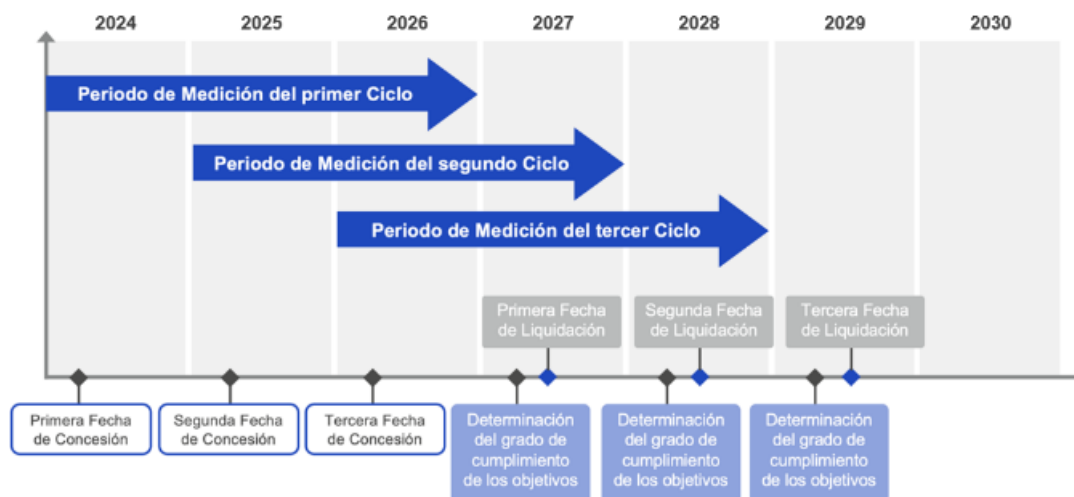 2024 2025 2026 2027 2028 2029 2030
Periodo de Medición del primer Ciclo
Periodo de Medición del segundo Ciclo
Periodo de Medición del tercer Ciclo
Primera Fecha
de Liquidación
Segunda Fecha
de Liquidación
Tercera Fecha
de Liquidación
Primera Fecha
de Concesión
Segunda Fecha
de Concesión
Tercera Fecha
de Concesión
Determinación
del grado de
cumplimiento
de los objetivos
Determinación
del grado de
cumplimiento
de los objetivos
Determinación
del grado de
cumplimiento
de los objetivos